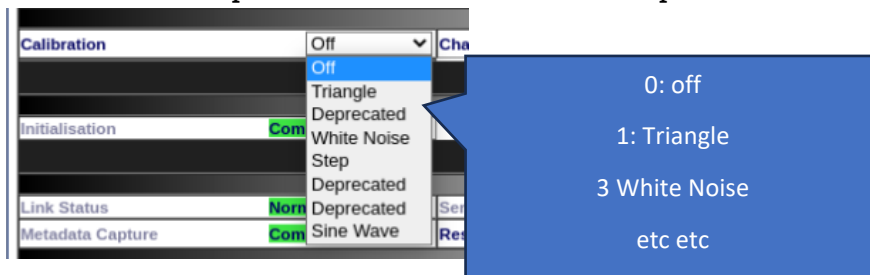 Calibration Off Cha
Off
Triangle
Deprecated
White Noise
Step
Deprecated
Deprecated
Sine Wave
Initialisation Com
Link Status Norn Ser
Metadata Capture Com Res
0: off
1: Triangle
3 White Noise
etc etc